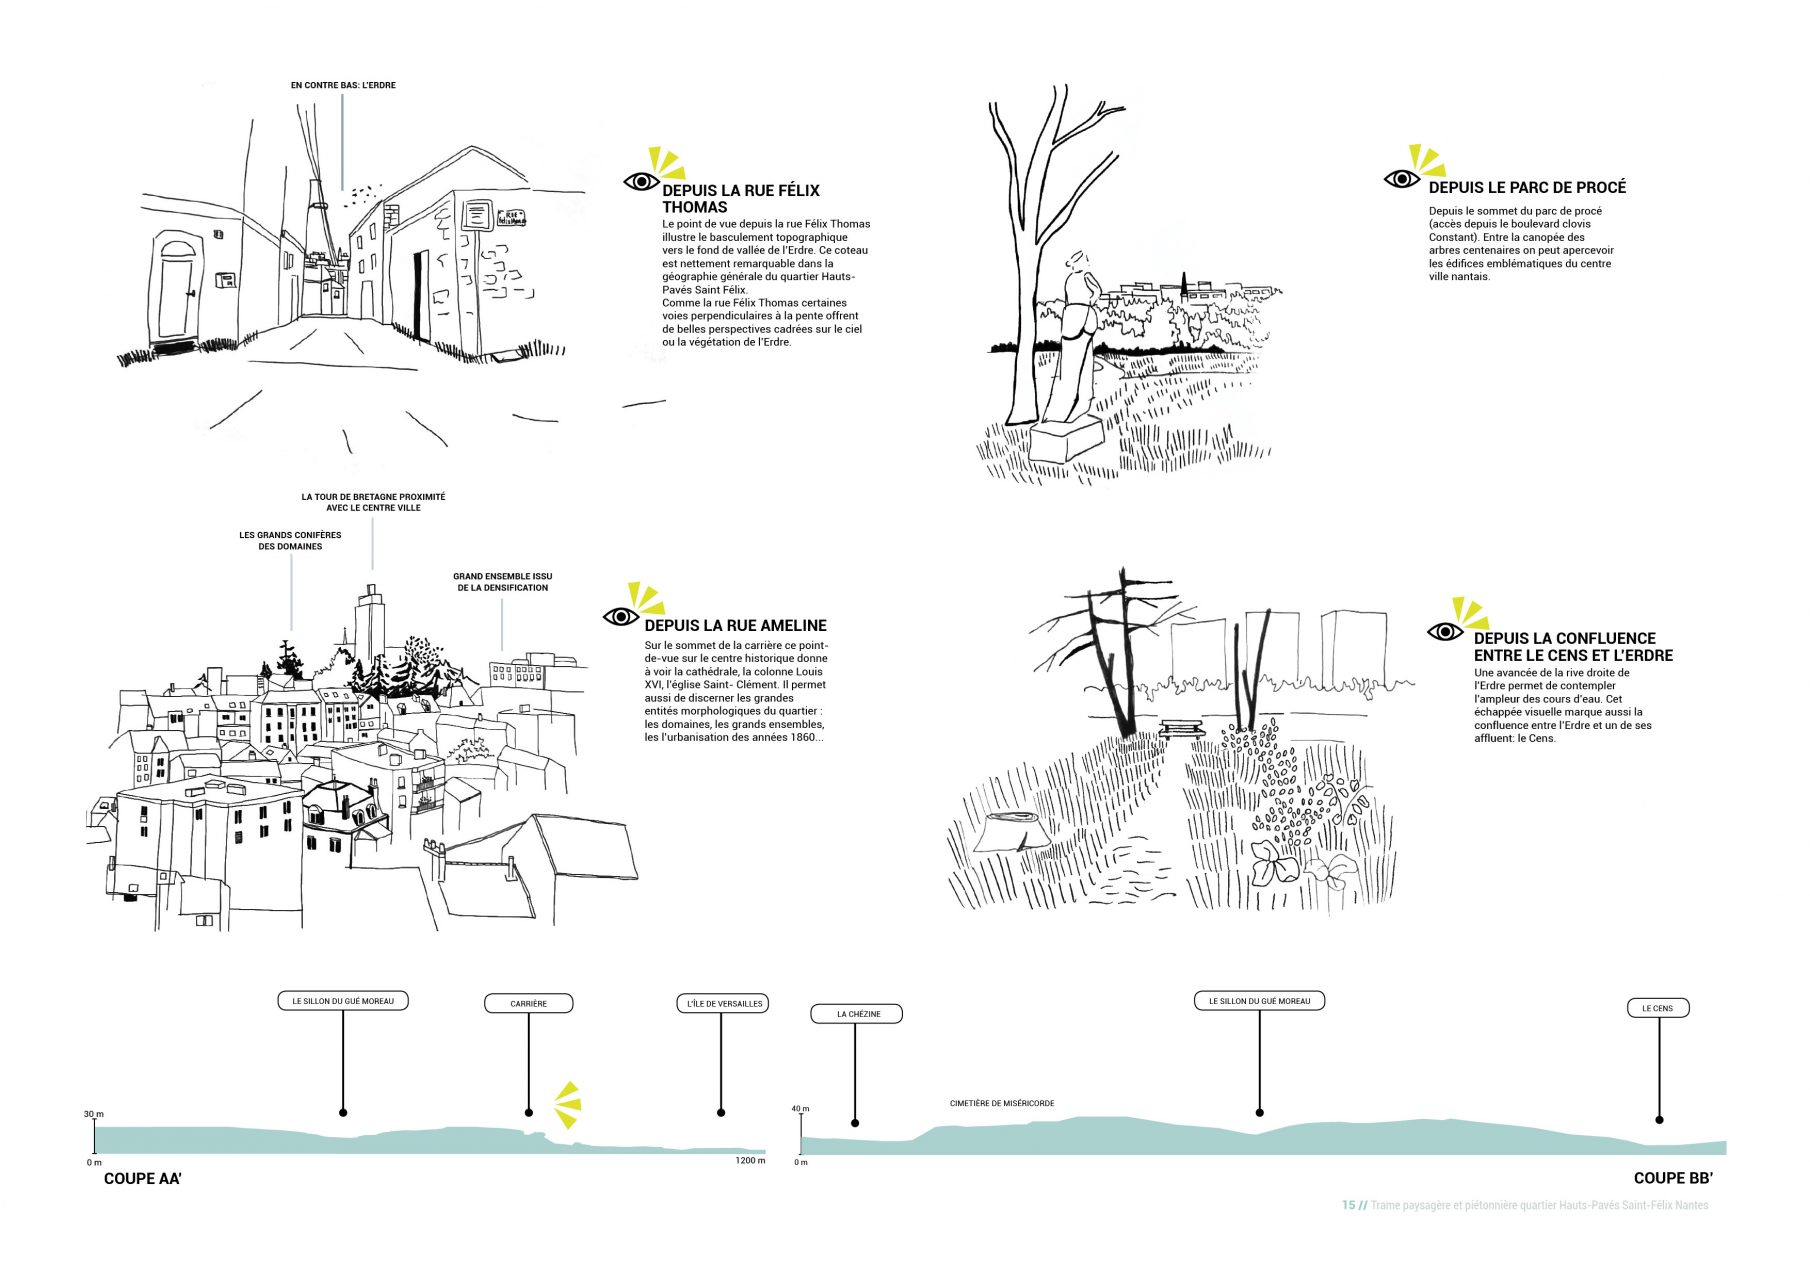 EN CONTRE BAS: L'ERDRE
RUE
DEPUIS LA RUE FÉLIX
THOMAS
Le point de vue depuis la rue Félix Thomas
illustre le basculement topographique
vers le fond de vallée de l'Erdre. Ce coteau
est nettement remarquable dans la
géographie générale du quartier Hauts-
Pavés Saint Félix.
Comme la rue Félix Thomas certaines
voies perpendiculaires à la pente offrent
de belles perspectives cadrées sur le ciel
ou la végétation de l'Erdre.
DEPUIS LE PARC DE PROCÉ
Depuis le sommet du parc de procé
(accès depuis le boulevard clovis
Constant). Entre la canopée des
arbres centenaires on peut apercevoir
les édifices emblématiques du centre
ville nantais.
LA TOUR DE BRETAGNE PROXIMITÉ
AVEC LE CENTRE VILLE
LES GRANDS CONIFÈRES
DES DOMAINES
GRAND ENSEMBLE ISSU
DE LA DENSIFICATION
DEPUIS LA RUE AMELINE
Sur le sommet de la carrière ce point-
de-vue sur le centre historique donne
à voir la cathédrale, la colonne Louis
XVI, l'église Saint- Clément. Il permet
aussi de discerner les grandes
entités morphologiques du quartier :
les domaines, les grands ensembles,
les l'urbanisation des années 1860...
DEPUIS LA CONFLUENCE
ENTRE LE CENS ET L'ERDRE
Une avancée de la rive droite de
l'Erdre permet de contempler
l'ampleur des cours d'eau. Cet
échappée visuelle marque aussi la
confluence entre l'Erdre et un de ses
affluent: le Cens.
LE SILLON DU GUÉ MOREAU
CARRIÈRE
L'ÎLE DE VERSAILLES
30 m
0 m
1200 m
COUPE AA'
LA CHÉZINE
LE SILLON DU GUÉ MOREAU
LE CENS
CIMETIÈRE DE MISÉRICORDE
40 m
0 m
COUPE BB'
15 // Trame paysagère et piétonnière quartier Hauts-Pavés Saint-Félix Nantes